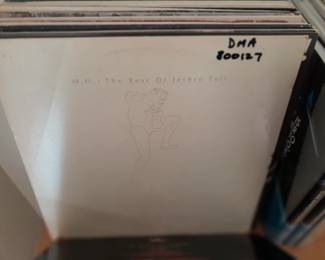 DMA
800127
M.U. - The Best Of Jethro Tull